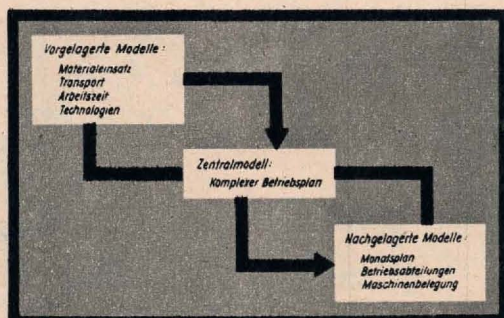 Vorgelagerte Modelle:
Materialeinsatz
Transport
Arbeitszeit
Technologien
Zentralmodell:
Komplexer Betriebsplan
Nachgelagerte Modelle:
Monatsplan
Betriebsabteilungen
Maschinenbelegung